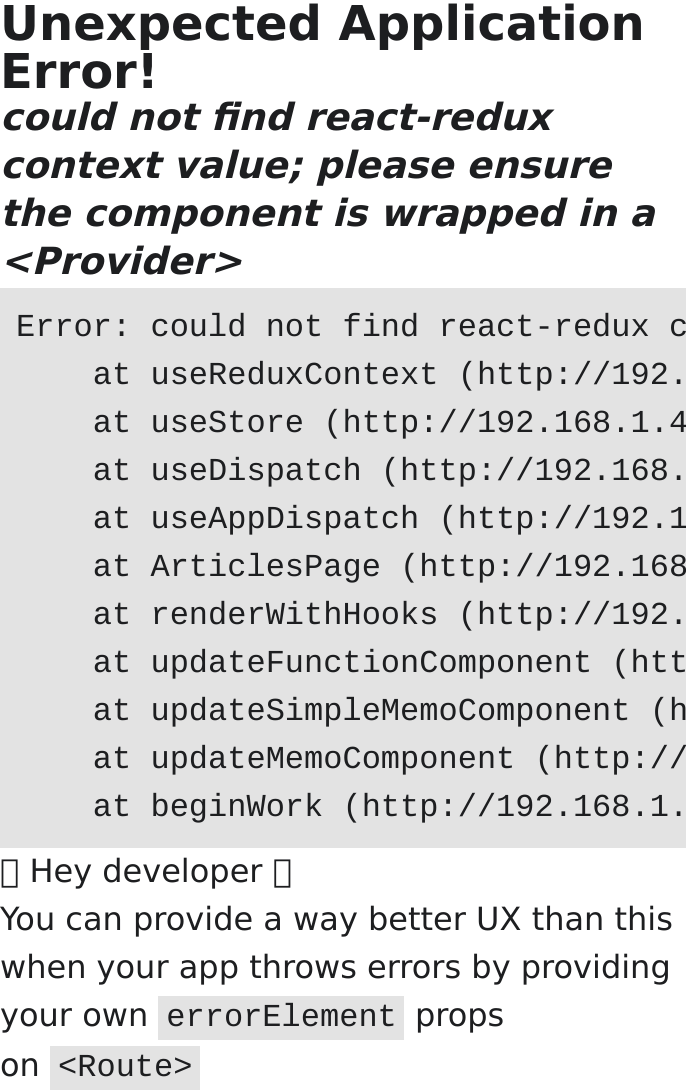 Unexpected Application
Error!
could not find react-redux
context value; please ensure
the component is wrapped in a
<Provider>
Error: could not find react-redux c
    at useReduxContext (http://192.
    at useStore (http://192.168.1.4
    at useDispatch (http://192.168.
    at useAppDispatch (http://192.1
    at ArticlesPage (http://192.168
    at renderWithHooks (http://192.
    at updateFunctionComponent (htt
    at updateSimpleMemoComponent (h
    at updateMemoComponent (http://
    at beginWork (http://192.168.1.
Hey developer
You can provide a way better UX than this
when your app throws errors by providing
your own errorElement props
on <Route>